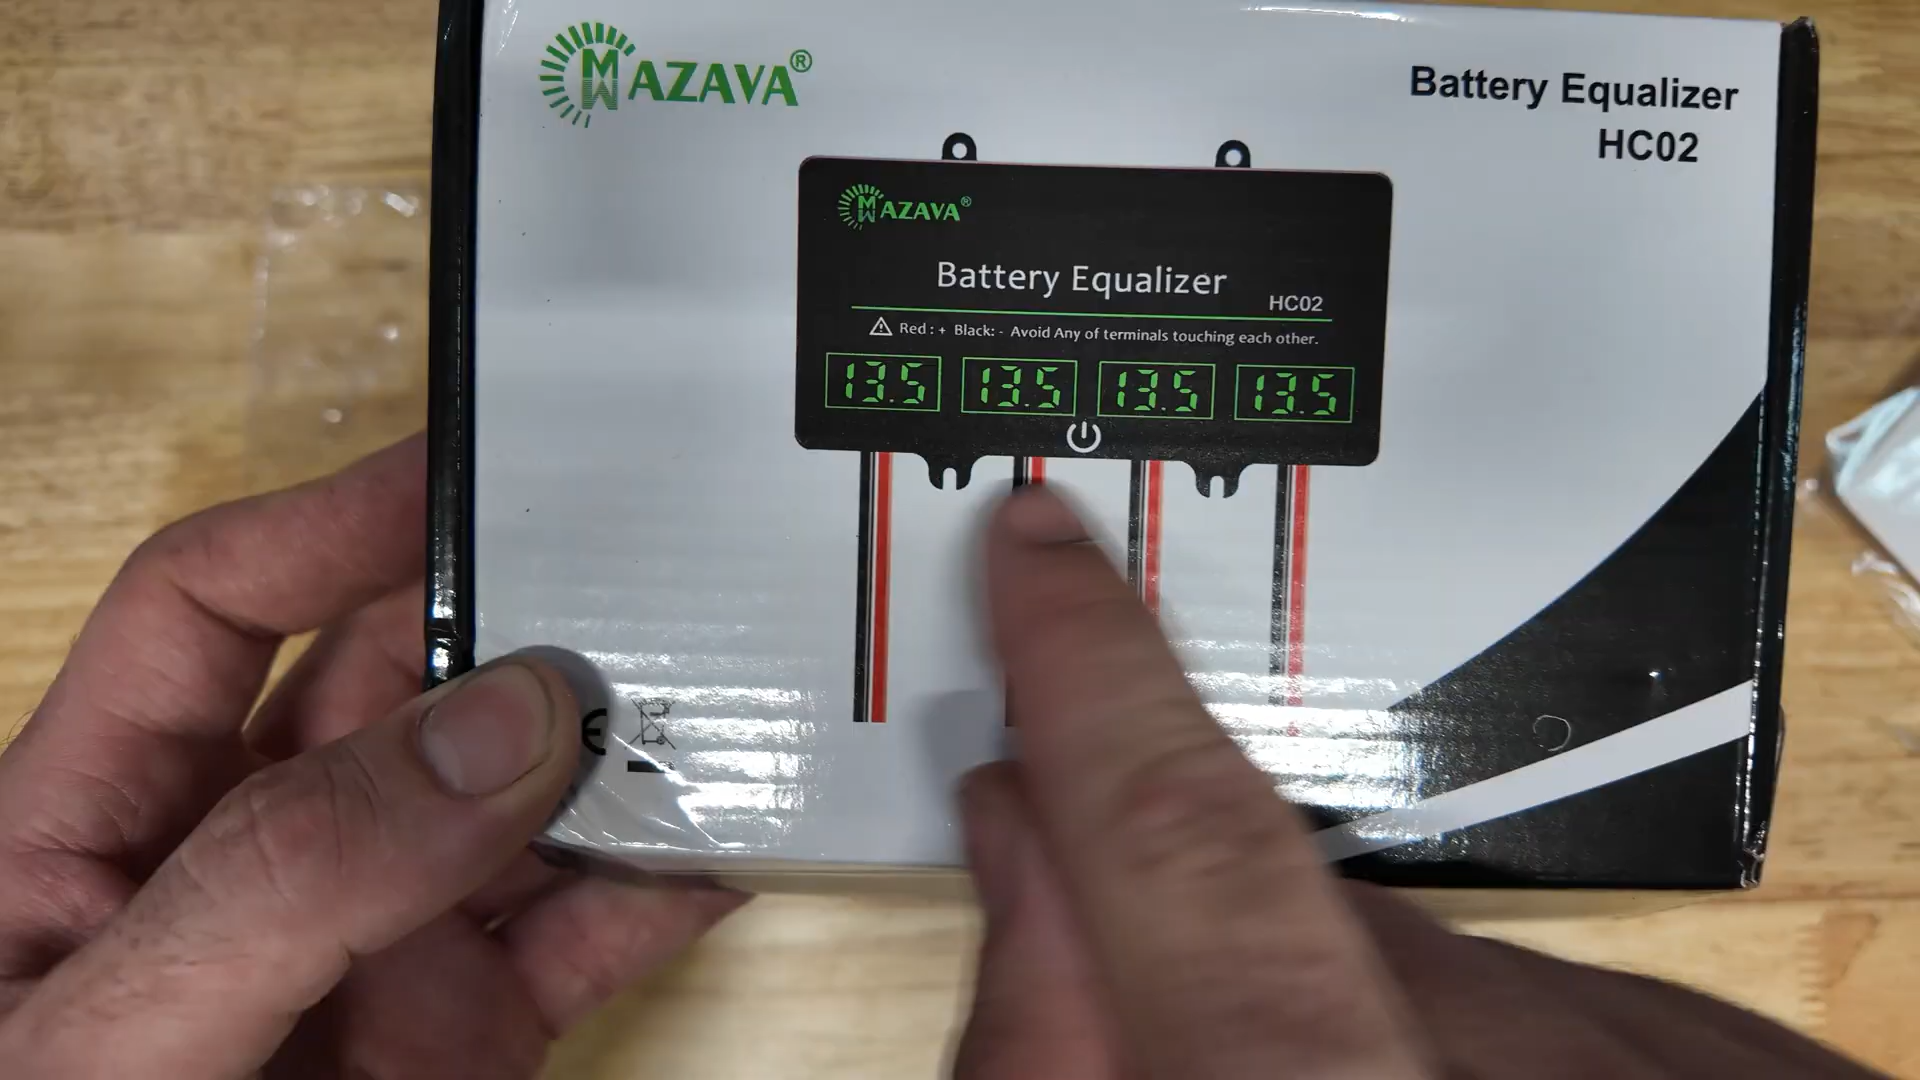 MAZAVA®
Battery Equalizer
HC02
MAZAVA®
Battery Equalizer
HC02
Red : + Black: - Avoid Any of terminals touching each other.
13.5 13.5 13.5 13.5
CE